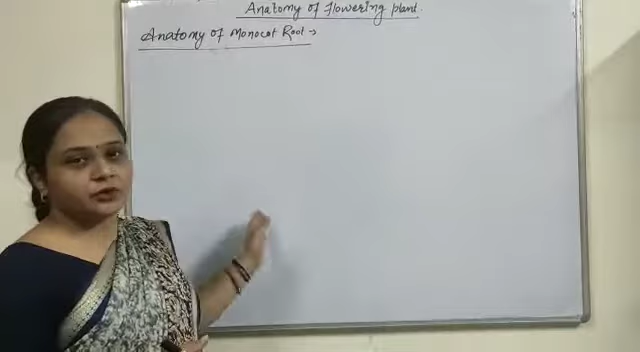 Anatomy of flowering plant.
Anatomy of Monocot Root →